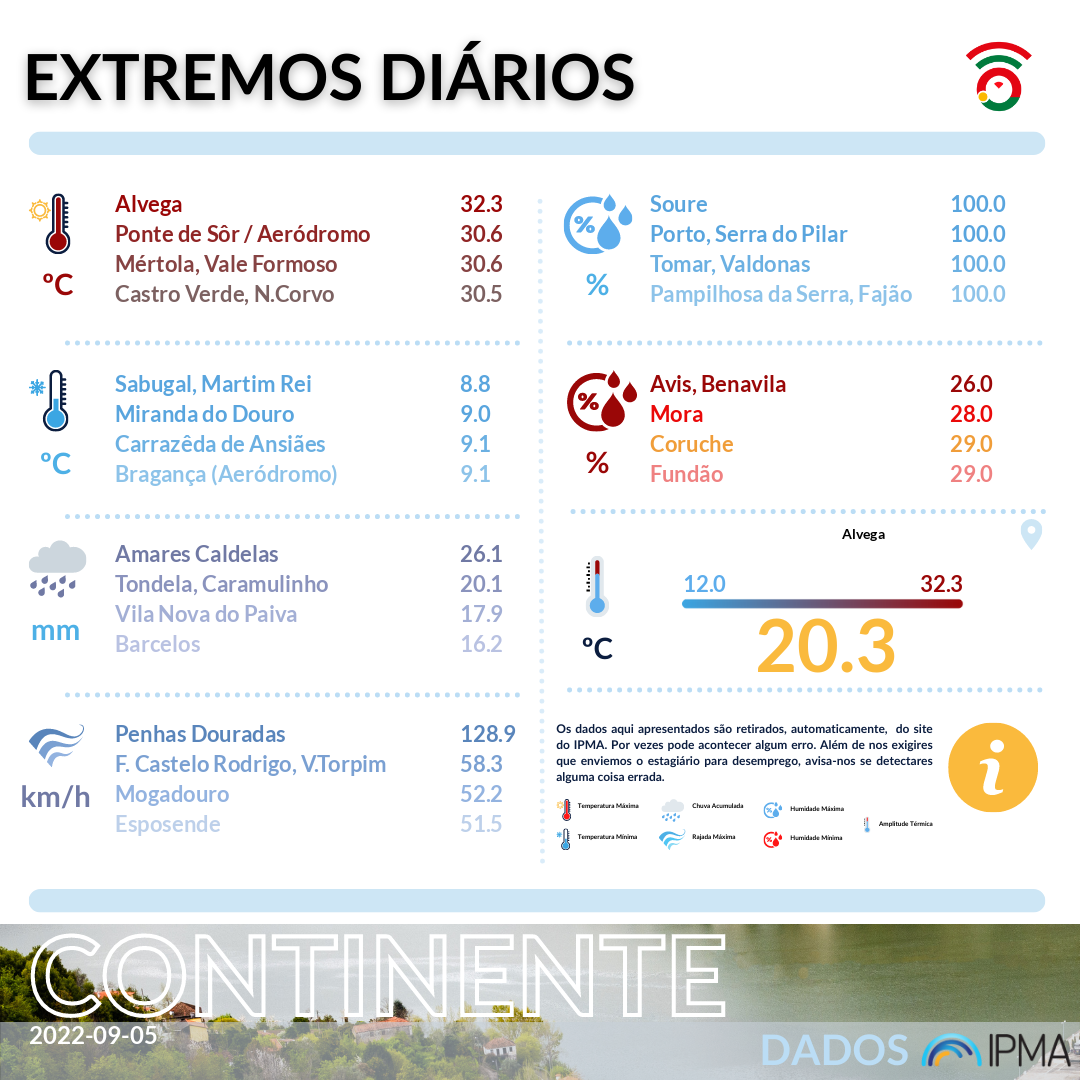 EXTREMOS DIÁRIOS
°C
Alvega 32.3
Ponte de Sôr / Aeródromo 30.6
Mértola, Vale Formoso 30.6
Castro Verde, N.Corvo 30.5
°C
Sabugal, Martim Rei 8.8
Miranda do Douro 9.0
Carrazêda de Ansiães 9.1
Bragança (Aeródromo) 9.1
mm
Amares Caldelas 26.1
Tondela, Caramulinho 20.1
Vila Nova do Paiva 17.9
Barcelos 16.2
km/h
Penhas Douradas 128.9
F. Castelo Rodrigo, V.Torpim 58.3
Mogadouro 52.2
Esposende 51.5
%
%
Soure 100.0
Porto, Serra do Pilar 100.0
Tomar, Valdonas 100.0
Pampilhosa da Serra, Fajão 100.0
%
%
Avis, Benavila 26.0
Mora 28.0
Coruche 29.0
Fundão 29.0
Alvega
°C
12.0 32.3
20.3
Os dados aqui apresentados são retirados, automaticamente, do site
do IPMA. Por vezes pode acontecer algum erro. Além de nos exigires
que enviemos o estagiário para desemprego, avisa-nos se detectares
alguma coisa errada.
i
Temperatura Máxima Chuva Acumulada Humidade Máxima
Amplitude Térmica
Temperatura Mínima Rajada Máxima Humidade Mínima
CONTINENTE
2022-09-05
DADOS IPMA